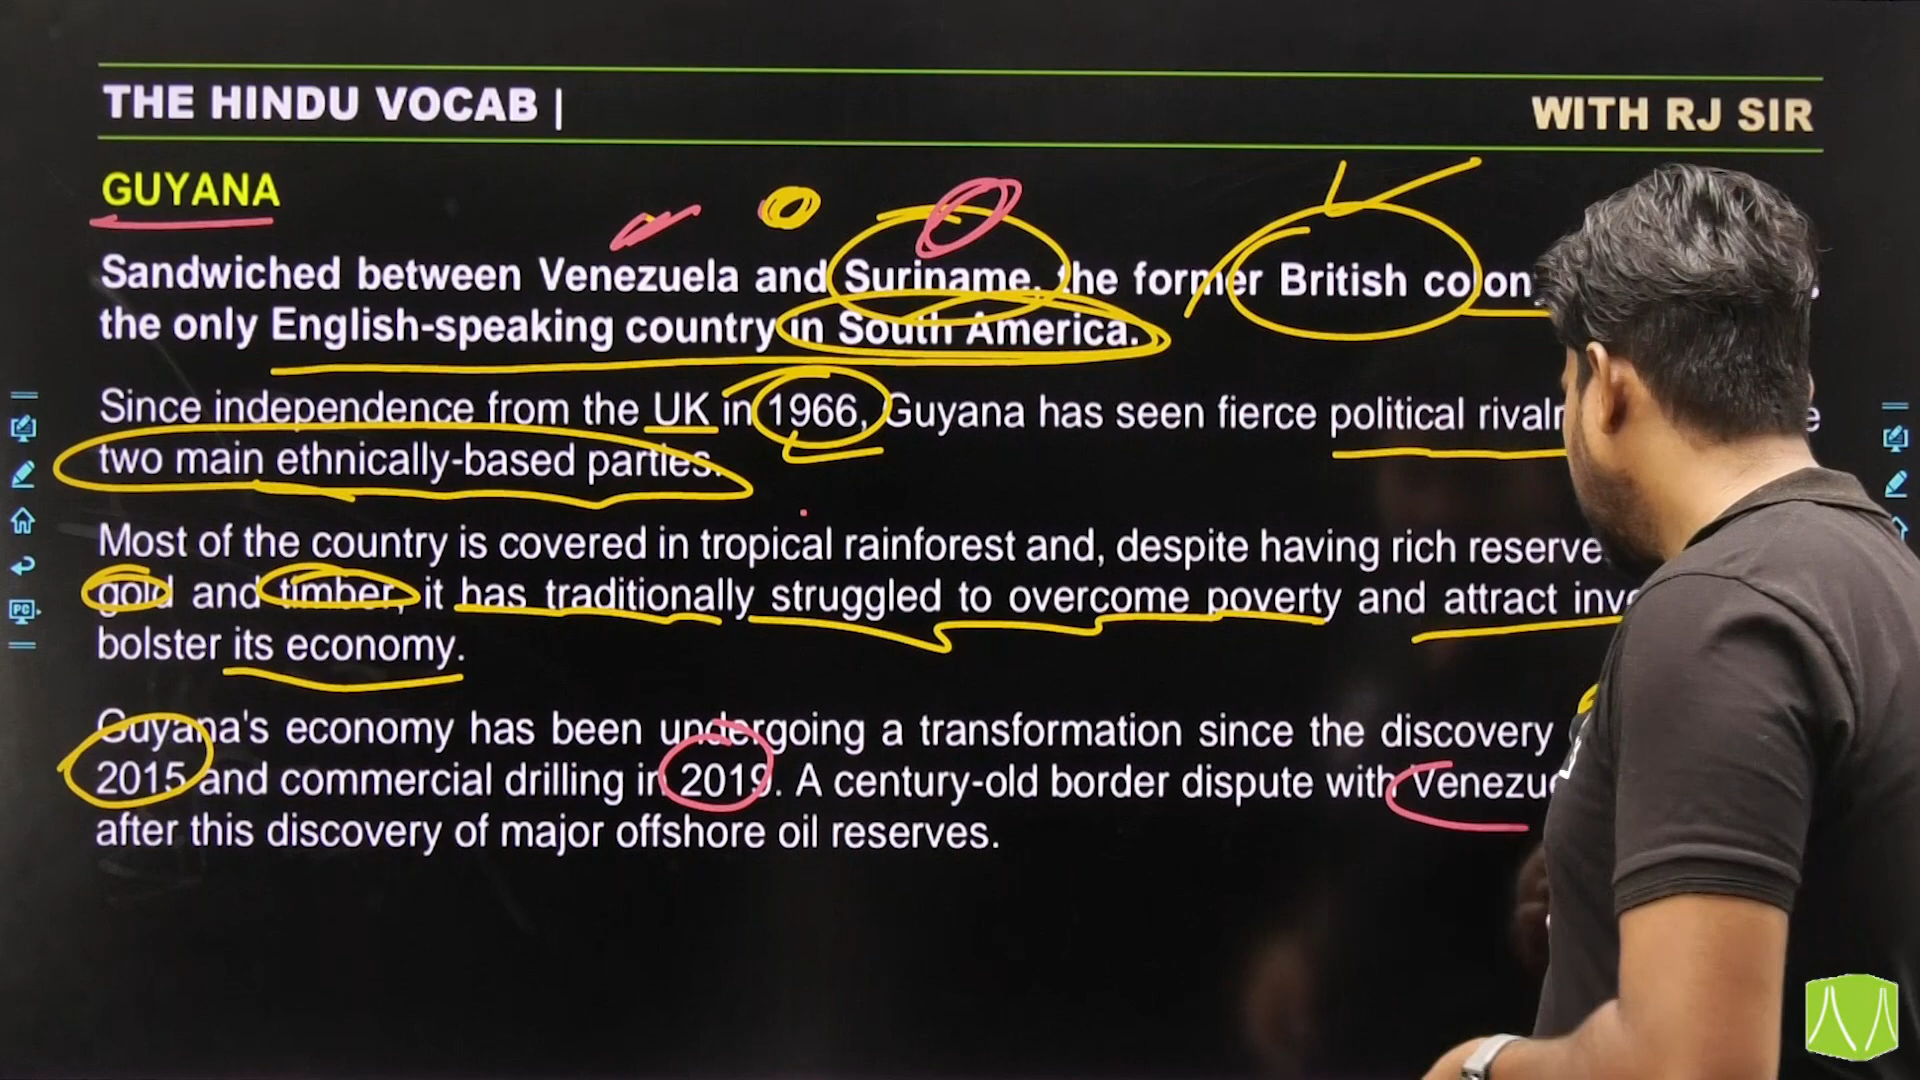 THE HINDU VOCAB |
WITH RJ SIR
GUYANA
Sandwiched between Venezuela and Suriname, the former British
the only English-speaking country in South America.
Since independence from the UK in 1966, Guyana has seen fierce political
two main ethnically-based parties.
Most of the country is covered in tropical rainforest and, despite having rich
gold and timber, it has traditionally struggled to overcome poverty and attract
bolster its economy.
Guyana's economy has been undergoing a transformation since the discovery
2015 and commercial drilling in 2019. A century-old border dispute with
after this discovery of major offshore oil reserves.
PC